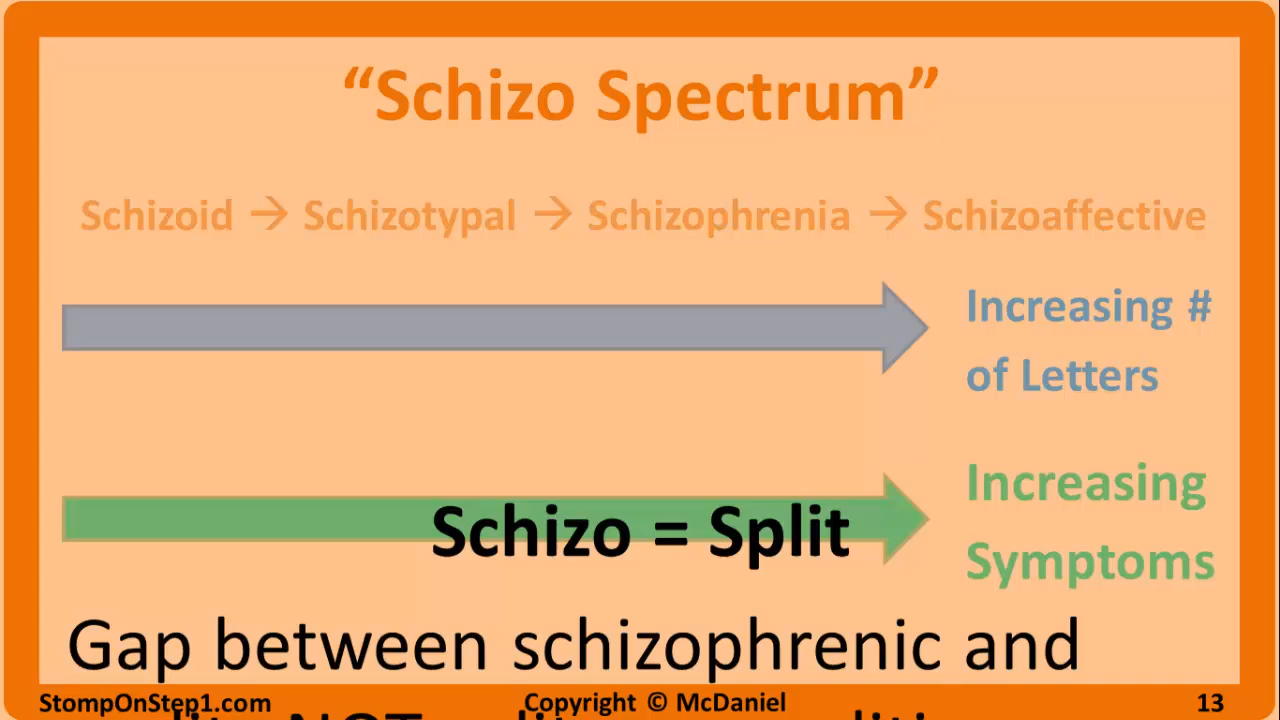 “Schizo Spectrum”
Schizoid → Schizotypal → Schizophrenia → Schizoaffective
Increasing #
of Letters
Increasing
Symptoms
Schizo = Split
Gap between schizophrenic and
NOT
StompOnStep1.com Copyright © McDaniel 13